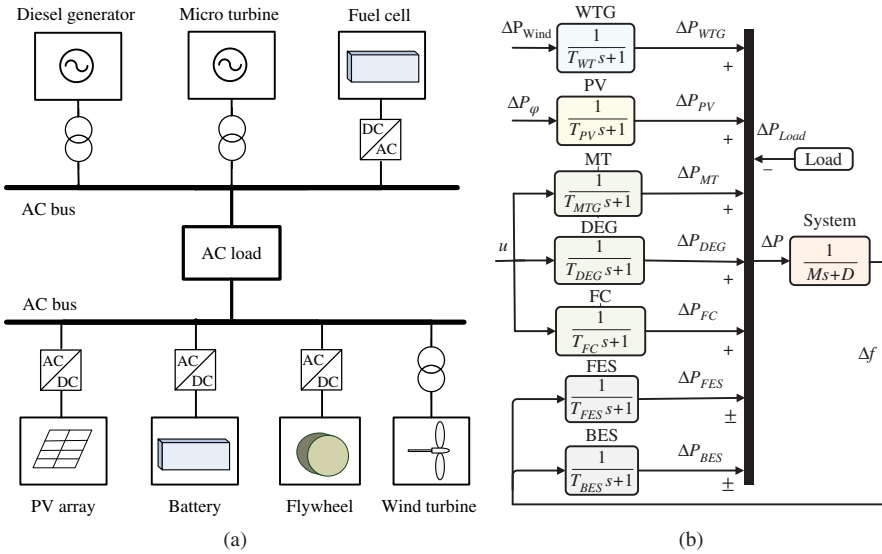 Diesel generator
Micro turbine
Fuel cell
DC
AC
AC bus
AC load
AC bus
AC
DC
AC
DC
AC
DC
PV array
Battery
Flywheel
Wind turbine
(a)
WTG
ΔP_Wind
1
T_WT s+1
ΔP_WTG
+
PV
ΔP_φ
1
T_PV s+1
ΔP_PV
+
ΔP_Load
Load
−
MT
1
T_MTG s+1
ΔP_MT
+
u
DEG
1
T_DEG s+1
ΔP_DEG
+
ΔP
System
1
Ms+D
FC
1
T_FC s+1
ΔP_FC
+
Δf
FES
1
T_FES s+1
ΔP_FES
±
BES
1
T_BES s+1
ΔP_BES
±
(b)